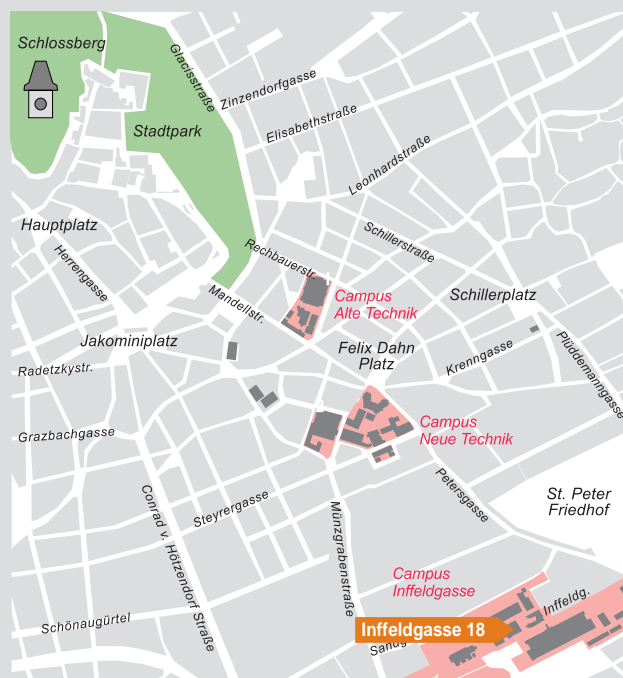 Schlossberg
Glacisstraße
Zinzendorfgasse
Elisabethstraße
Stadtpark
Leonhardstraße
Hauptplatz
Schillerstraße
Rechbauerstr.
Herrengasse
Mandellstr.
Campus
Alte Technik
Schillerplatz
Jakominiplatz
Felix Dahn
Platz
Krenngasse
Plüddemanngasse
Radetzkystr.
Grazbachgasse
Campus
Neue Technik
Conrad v. Hötzendorf Straße
Steyrergasse
Münzgrabenstraße
Petersgasse
St. Peter
Friedhof
Campus
Inffeldgasse
Inffeldg.
Schönaugürtel
Inffeldgasse 18